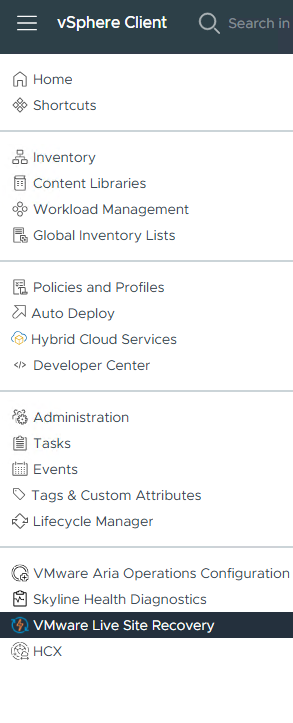 vSphere Client
Search in
Home
Shortcuts
Inventory
Content Libraries
Workload Management
Global Inventory Lists
Policies and Profiles
Auto Deploy
Hybrid Cloud Services
Developer Center
Administration
Tasks
Events
Tags & Custom Attributes
Lifecycle Manager
VMware Aria Operations Configuration
Skyline Health Diagnostics
VMware Live Site Recovery
HCX